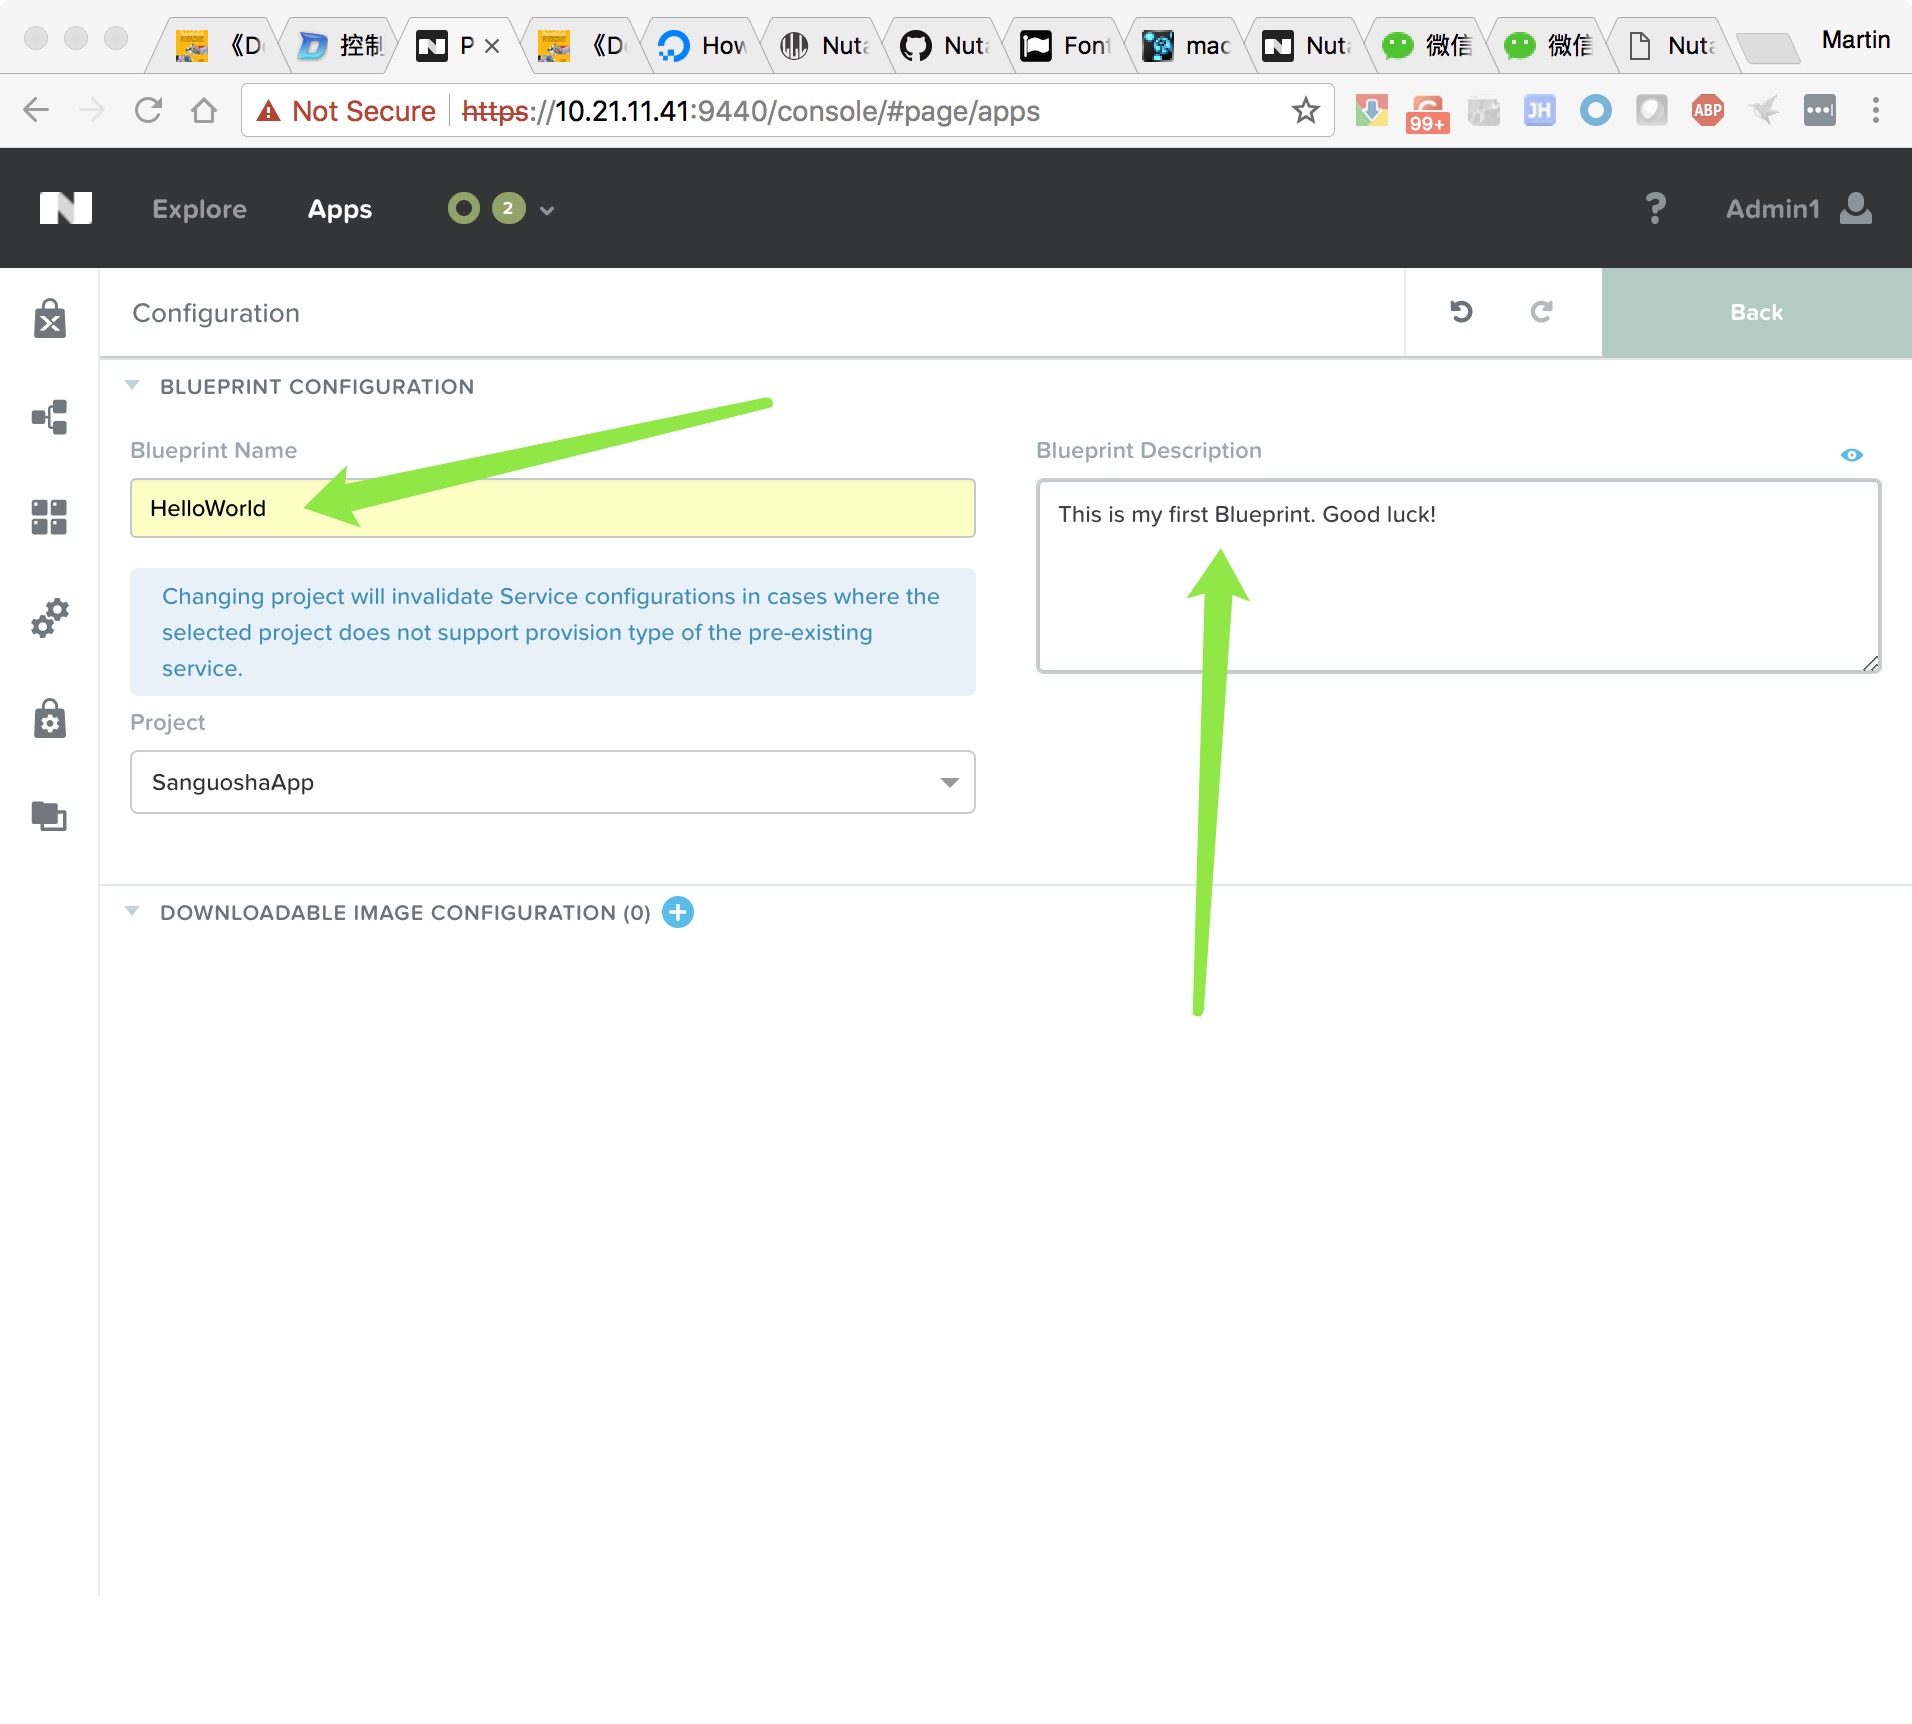 《D
控制
P
《D
How
Nuta
Nuta
Font
mac
Nuta
微信
微信
Nuta
Martin
Not Secure
https://10.21.11.41:9440/console/#page/apps
99+
JH
ABP
Explore
Apps
2
?
Admin1
Configuration
Back
BLUEPRINT CONFIGURATION
Blueprint Name
HelloWorld
Blueprint Description
This is my first Blueprint. Good luck!
Changing project will invalidate Service configurations in cases where the
selected project does not support provision type of the pre-existing
service.
Project
SanguoshaApp
DOWNLOADABLE IMAGE CONFIGURATION (0)